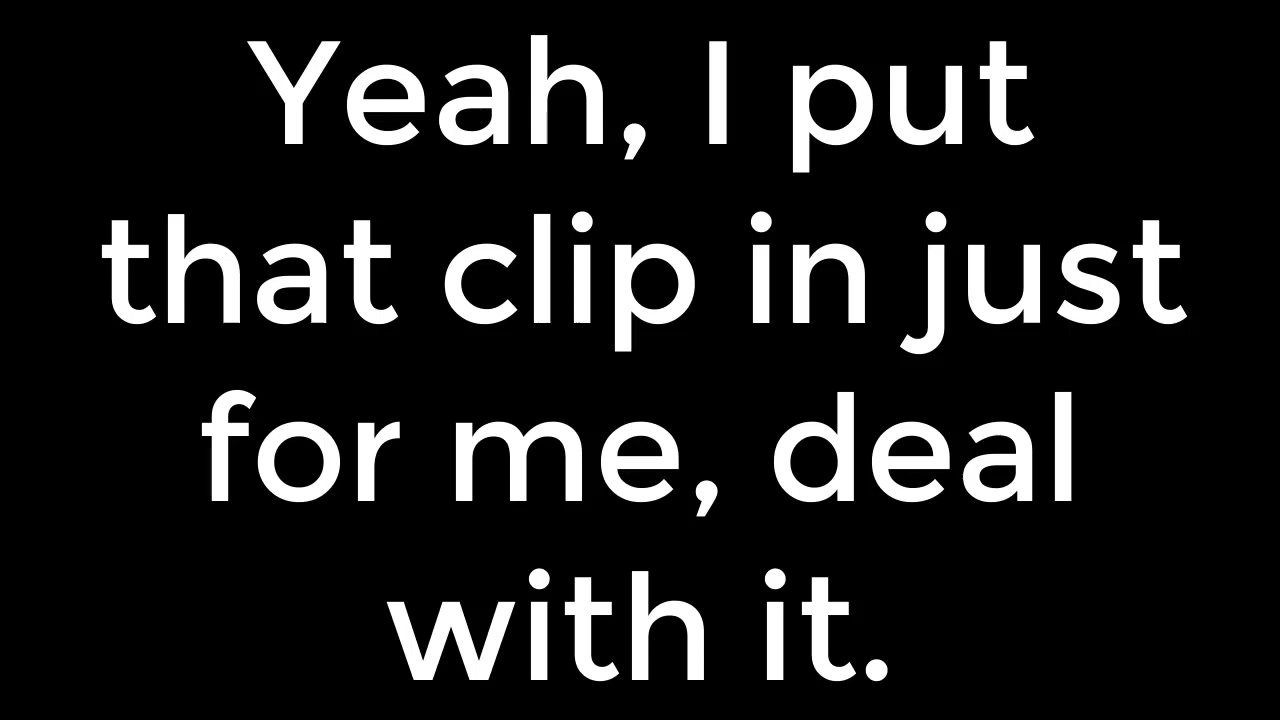 Yeah, I put
that clip in just
for me, deal
with it.